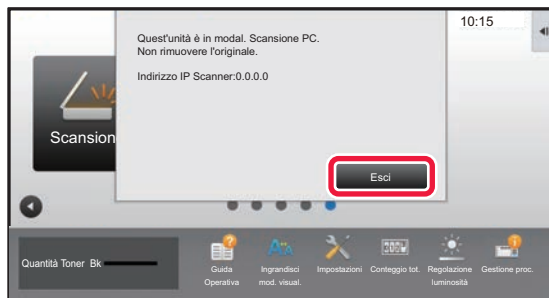 10:15
Quest'unità è in modal. Scansione PC.
Non rimuovere l'originale.
Indirizzo IP Scanner:0.0.0.0
Scansion
Esci
Quantità Toner Bk
Guida
Operativa
Ingrandisci
mod. visual.
Impostazioni
Conteggio tot.
Regolazione
luminosità
Gestione proc.